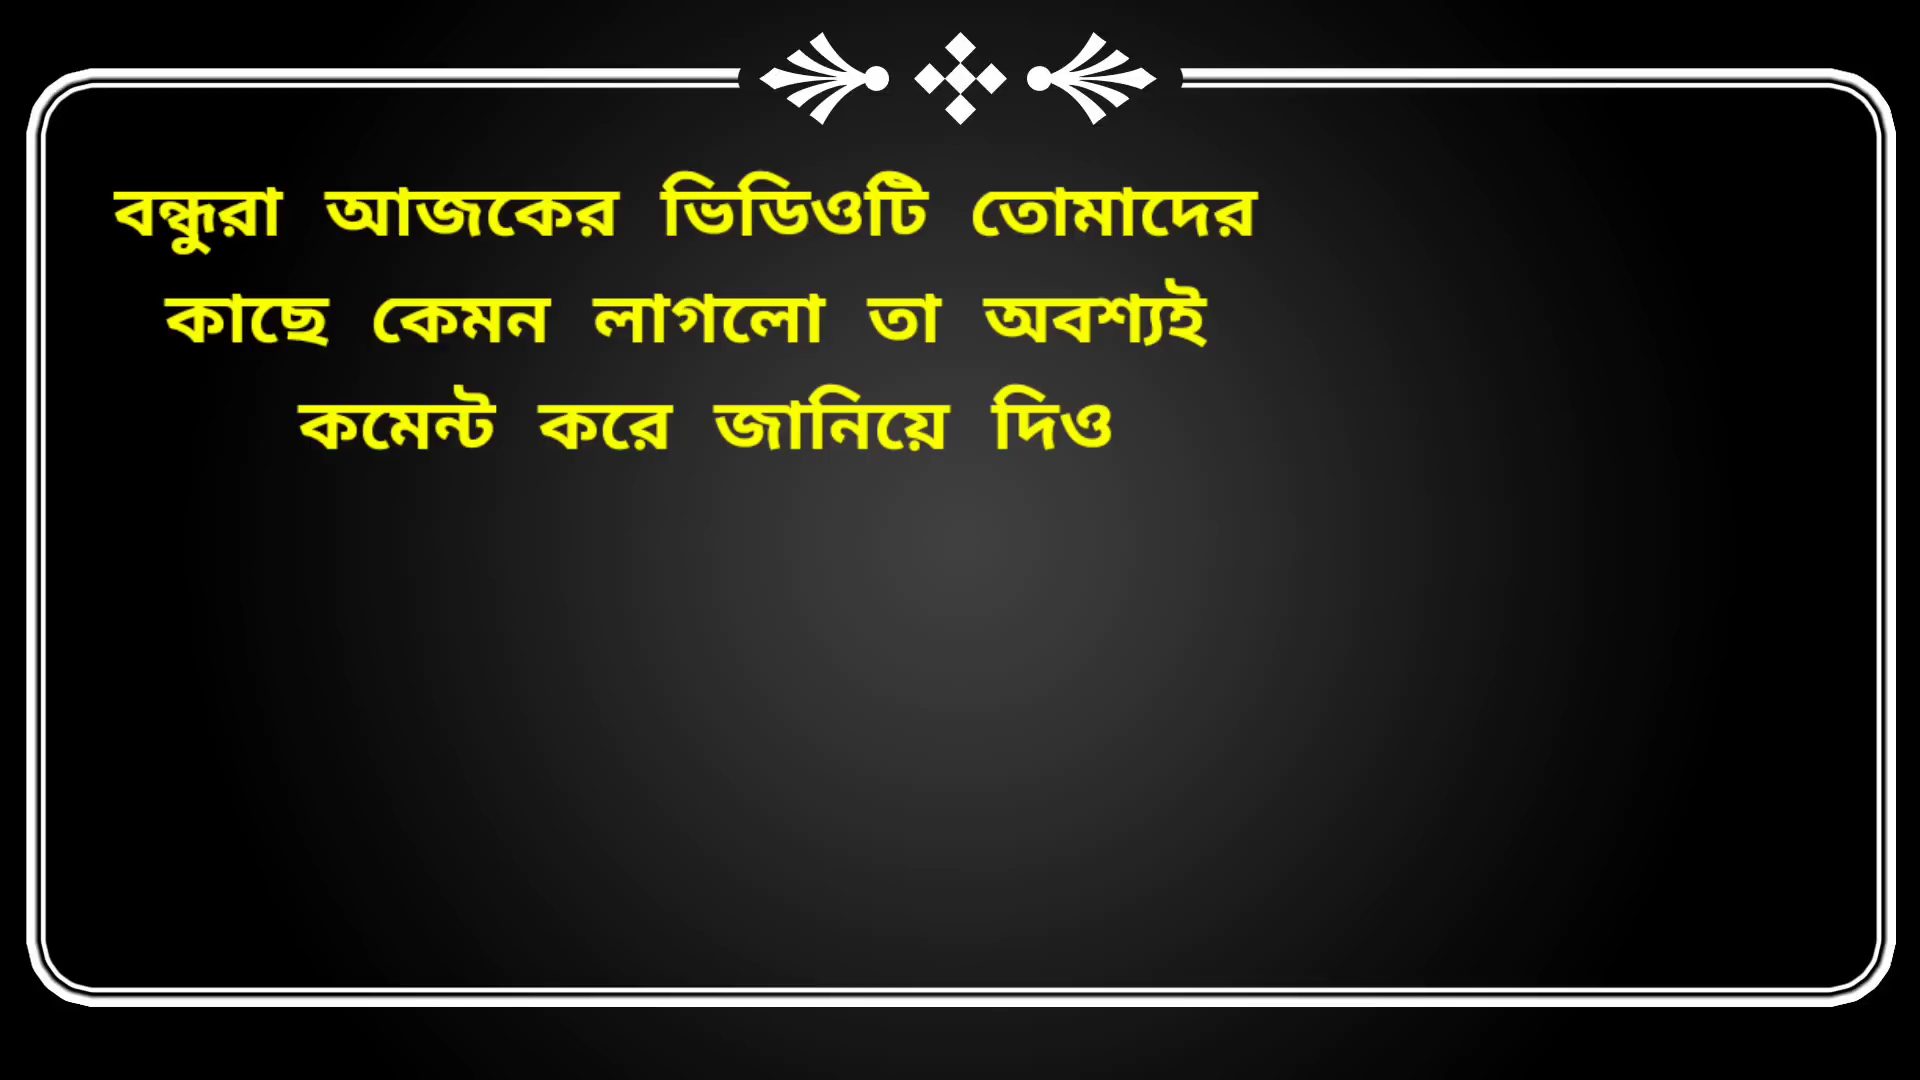 বন্ধুরা আজকের ভিডিওটি তোমাদের
কাছে কেমন লাগলো তা অবশ্যই
কমেন্ট করে জানিয়ে দিও